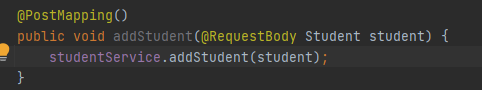 @PostMapping()
public void addStudent(@RequestBody Student student) {
studentService.addStudent(student);
}